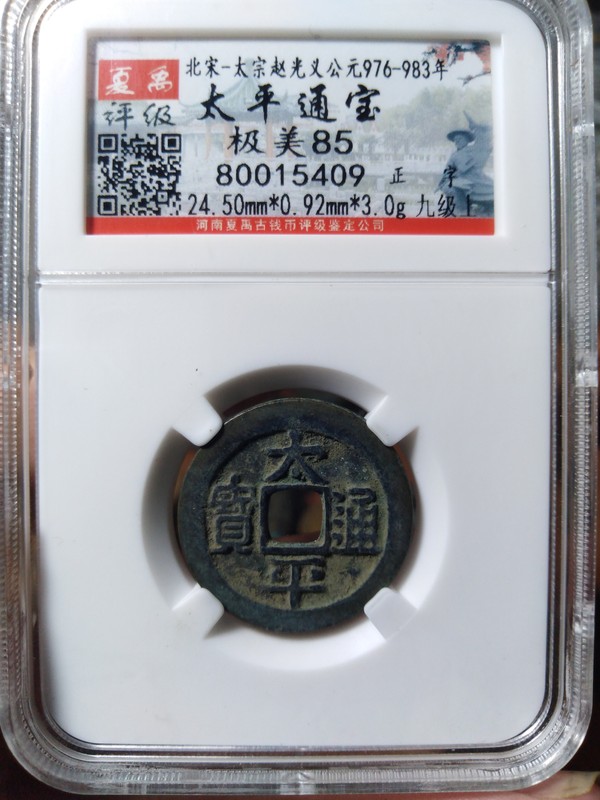 夏禹
评级
北宋-太宗赵光义公元976-983年
太平通宝
极美85
80015409 正字
24.50mm*0.92mm*3.0g 九级上
河南夏禹古钱币评级鉴定公司
太
平
通
寳